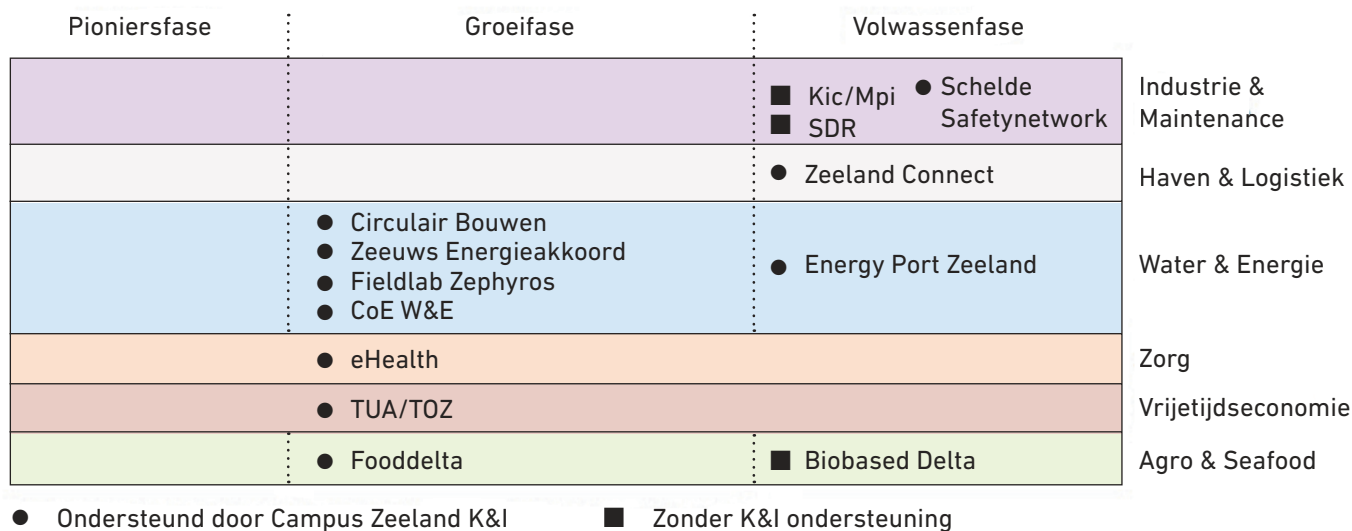 Pioniersfase Groeifase Volwassenfase
Kic/Mpi Schelde Industrie &
SDR Safetynetwork Maintenance
Zeeland Connect Haven & Logistiek
Circulair Bouwen
Zeeuws Energieakkoord
Energy Port Zeeland Water & Energie
Fieldlab Zephyros
CoE W&E
eHealth Zorg
TUA/TOZ Vrijetijdseconomie
Fooddelta Biobased Delta Agro & Seafood
Ondersteund door Campus Zeeland K&I Zonder K&I ondersteuning